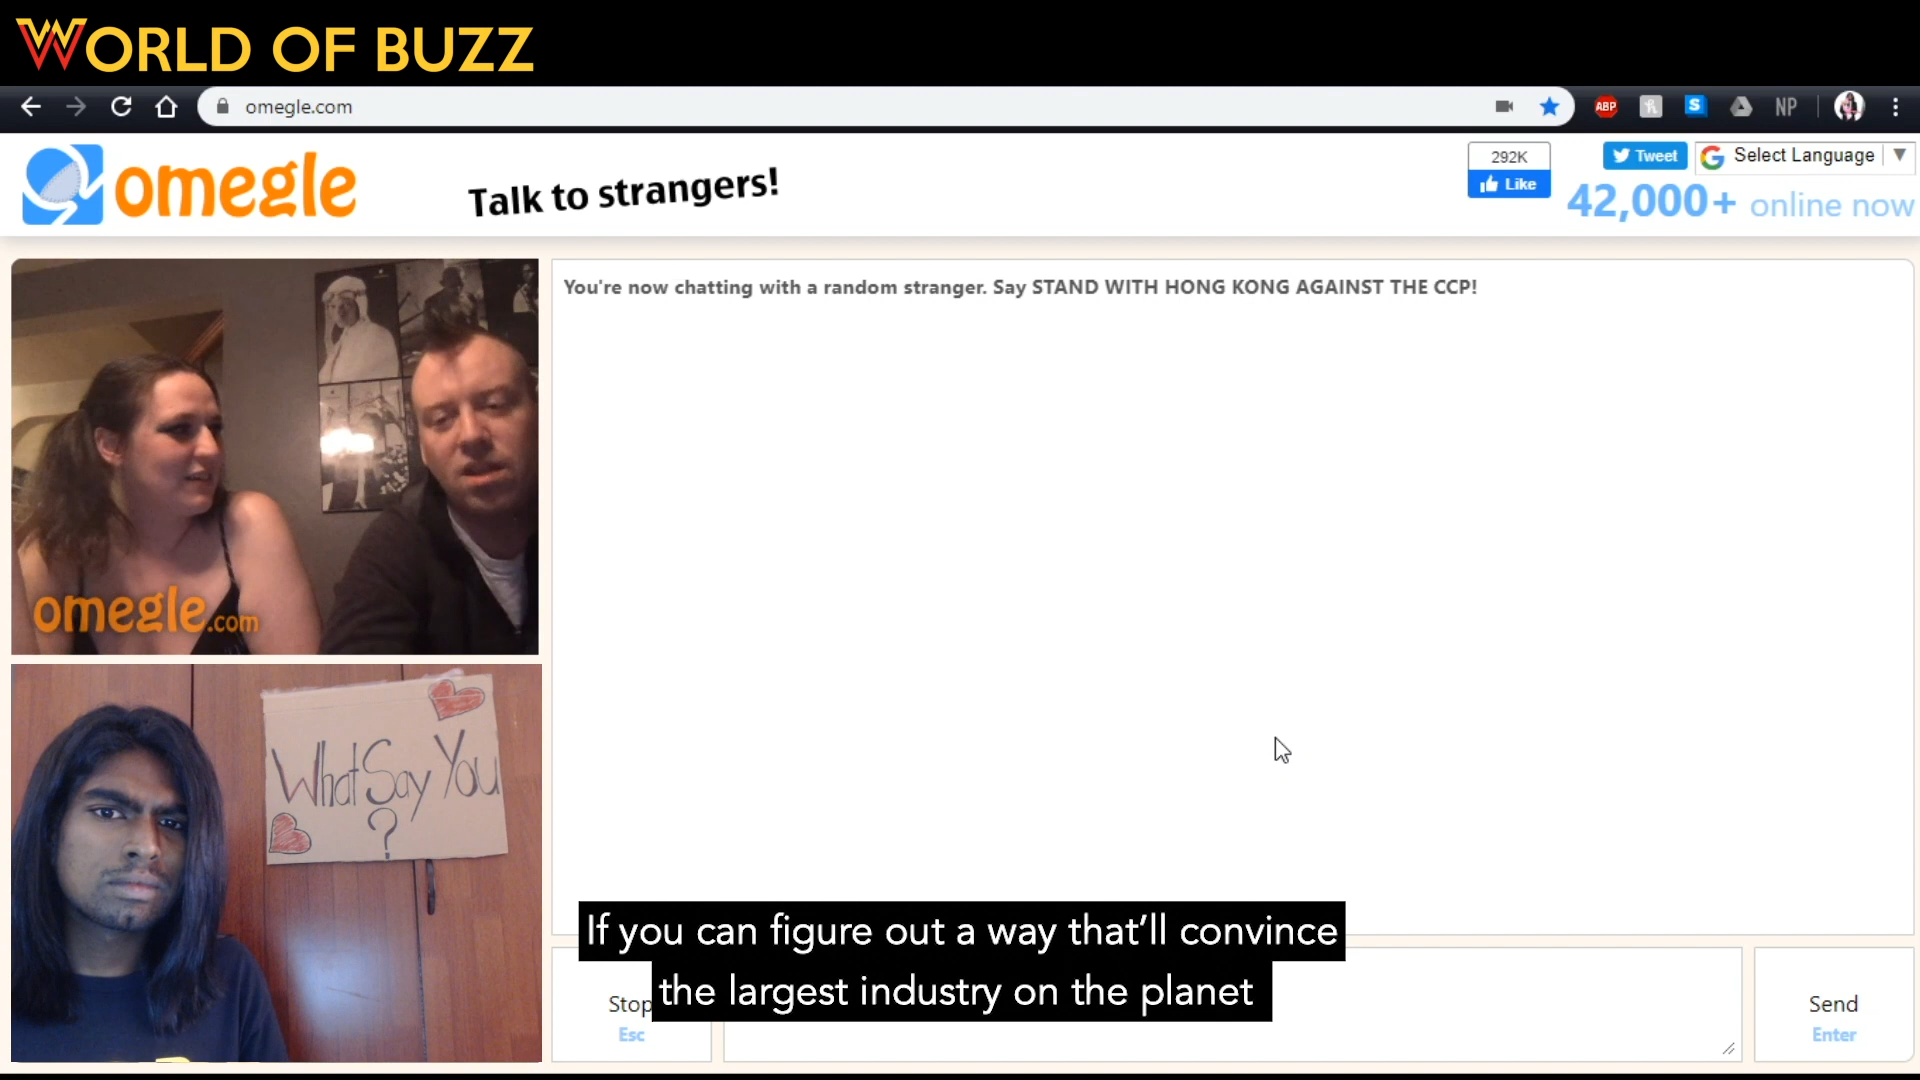 WORLD OF BUZZ
omegle.com
ABP
S
NP
omegle
Talk to strangers!
292K
Like
Tweet
Select Language
42,000+ online now
You're now chatting with a random stranger. Say STAND WITH HONG KONG AGAINST THE CCP!
omegle.com
What Say You
?
If you can figure out a way that'll convince
the largest industry on the planet
Stop
Esc
Send
Enter